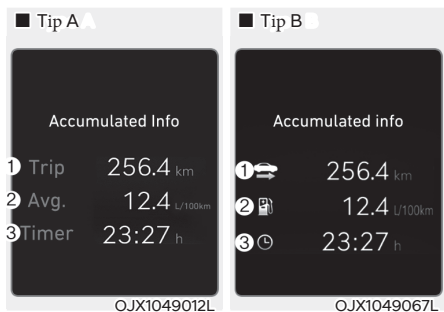 ■ Tip A
Accumulated Info
① Trip 256.4 km
② Avg. 12.4 L/100km
③ Timer 23:27 h
OJX1049012L
■ Tip B
Accumulated info
① 256.4 km
② 12.4 L/100km
③ 23:27 h
OJX1049067L